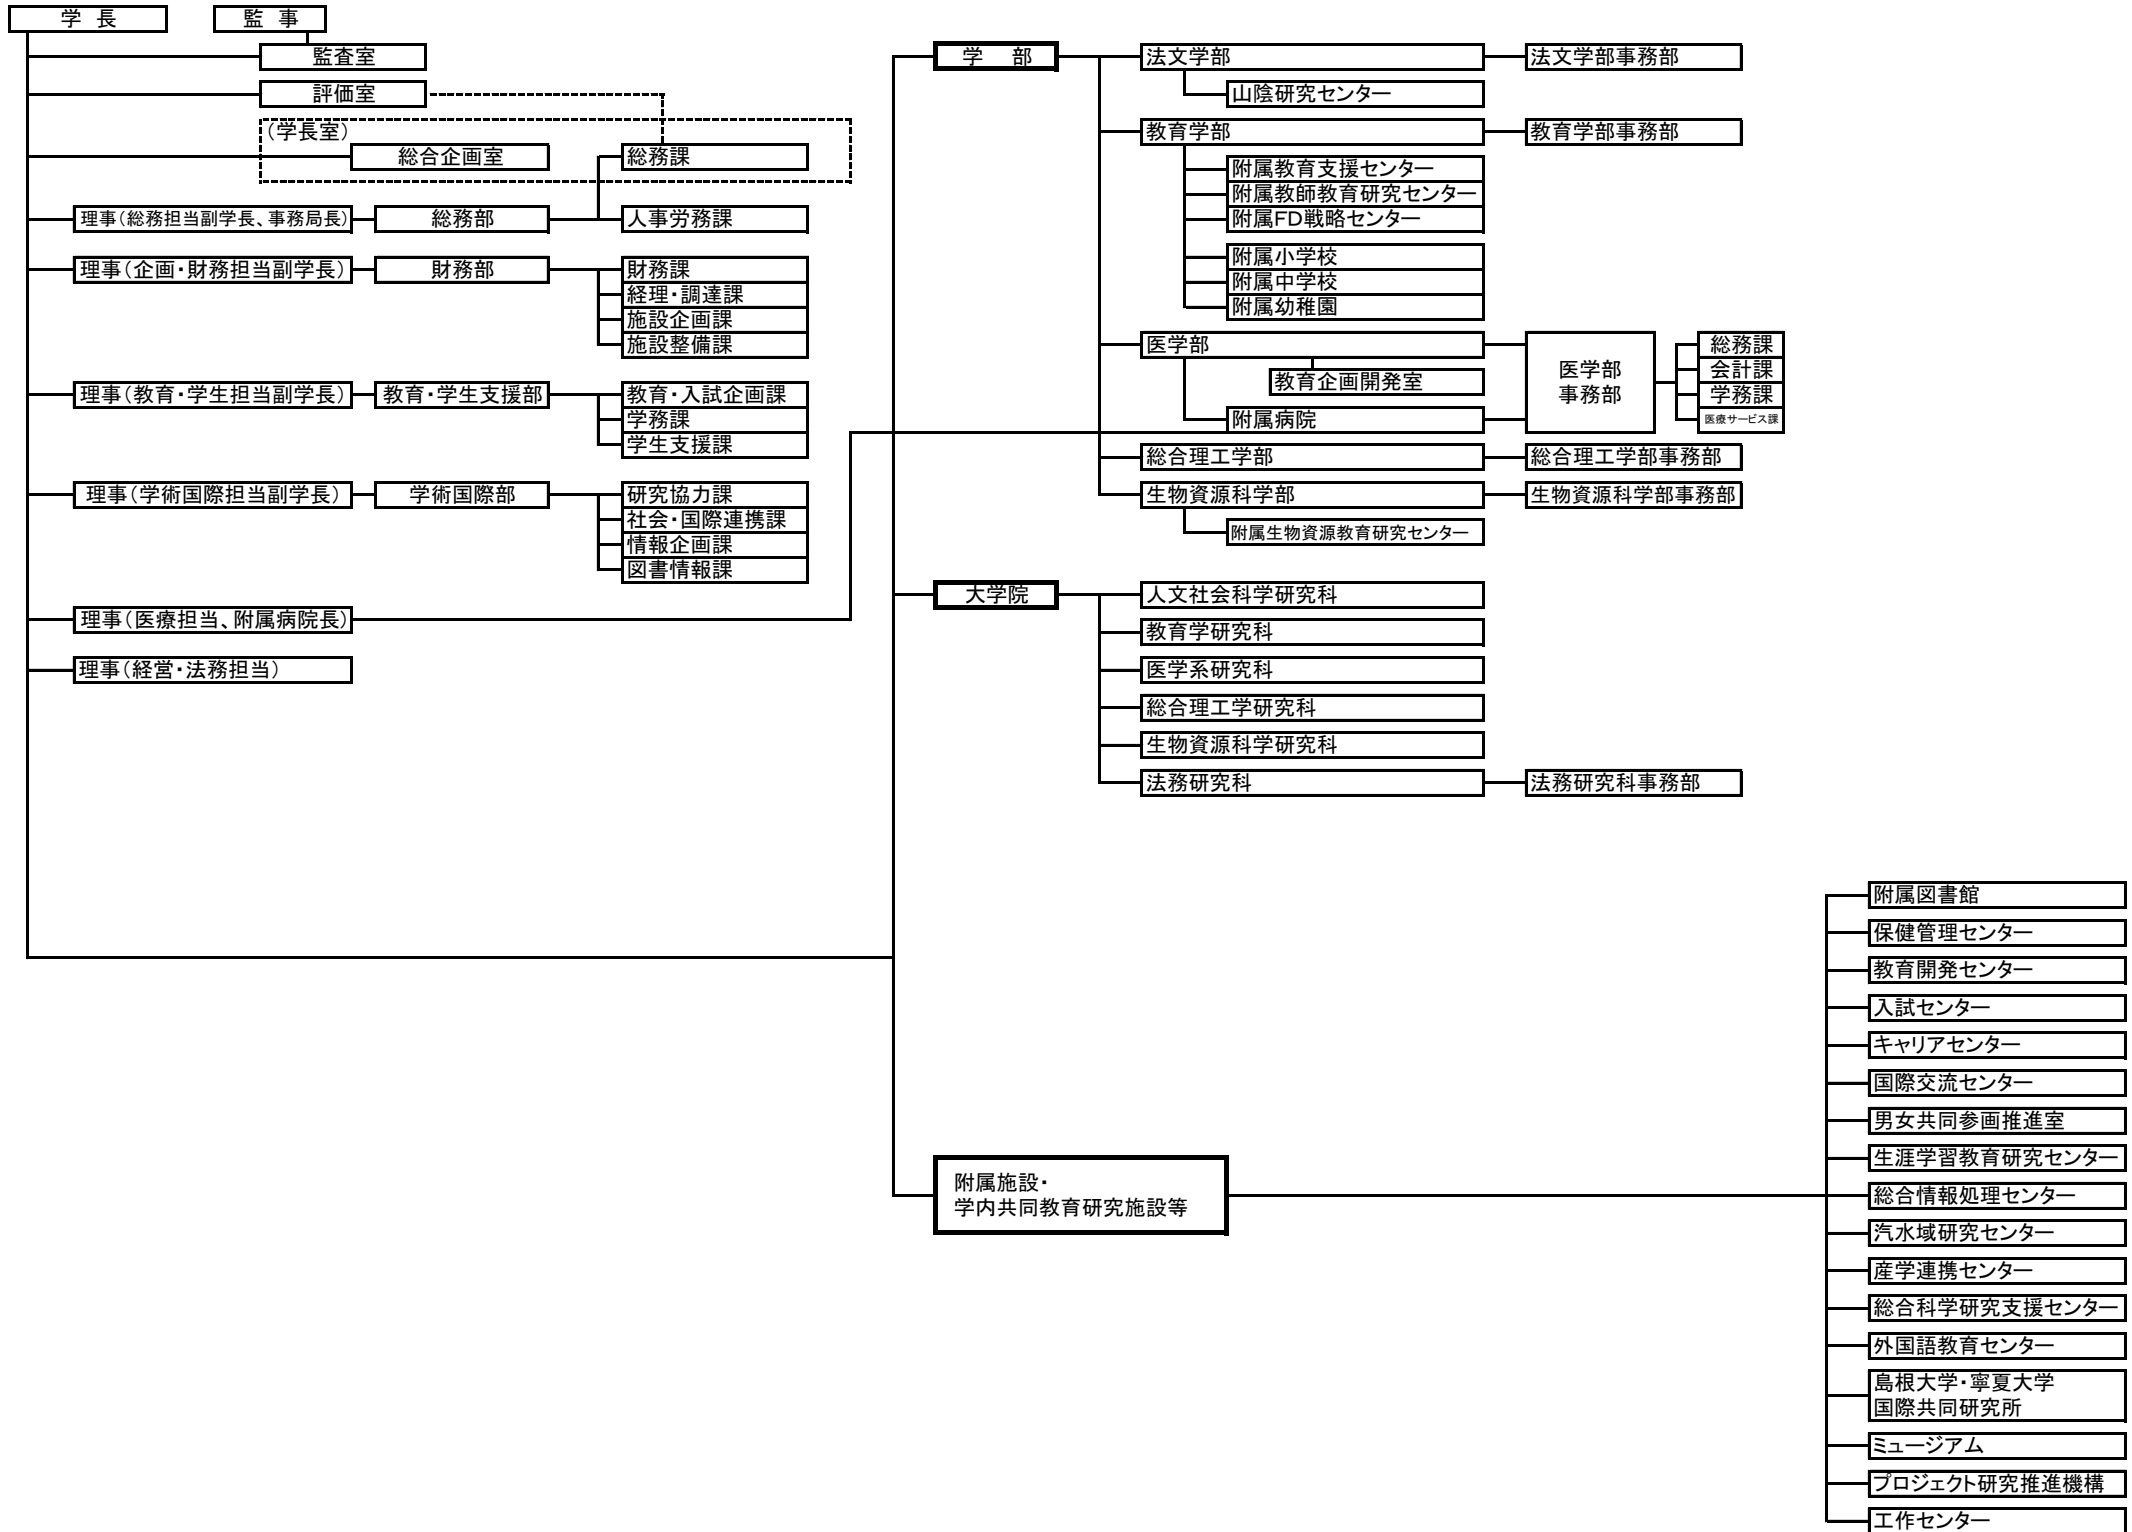 学　長
監　事
監査室
評価室
（学長室）
総合企画室
総務課
理事（総務担当副学長、事務局長）
総務部
人事労務課
理事（企画・財務担当副学長）
財務部
財務課
経理・調達課
施設企画課
施設整備課
理事（教育・学生担当副学長）
教育・学生支援部
教育・入試企画課
学務課
学生支援課
理事（学術国際担当副学長）
学術国際部
研究協力課
社会・国際連携課
情報企画課
図書情報課
理事（医療担当、附属病院長）
理事（経営・法務担当）
学　部
法文学部
法文学部事務部
山陰研究センター
教育学部
教育学部事務部
附属教育支援センター
附属教師教育研究センター
附属FD戦略センター
附属小学校
附属中学校
附属幼稚園
医学部
教育企画開発室
附属病院
医学部
事務部
総務課
会計課
学務課
医療サービス課
総合理工学部
総合理工学部事務部
生物資源科学部
生物資源科学部事務部
附属生物資源教育研究センター
大学院
人文社会科学研究科
教育学研究科
医学系研究科
総合理工学研究科
生物資源科学研究科
法務研究科
法務研究科事務部
附属施設・
学内共同教育研究施設等
附属図書館
保健管理センター
教育開発センター
入試センター
キャリアセンター
国際交流センター
男女共同参画推進室
生涯学習教育研究センター
総合情報処理センター
汽水域研究センター
産学連携センター
総合科学研究支援センター
外国語教育センター
島根大学・寧夏大学
国際共同研究所
ミュージアム
プロジェクト研究推進機構
工作センター